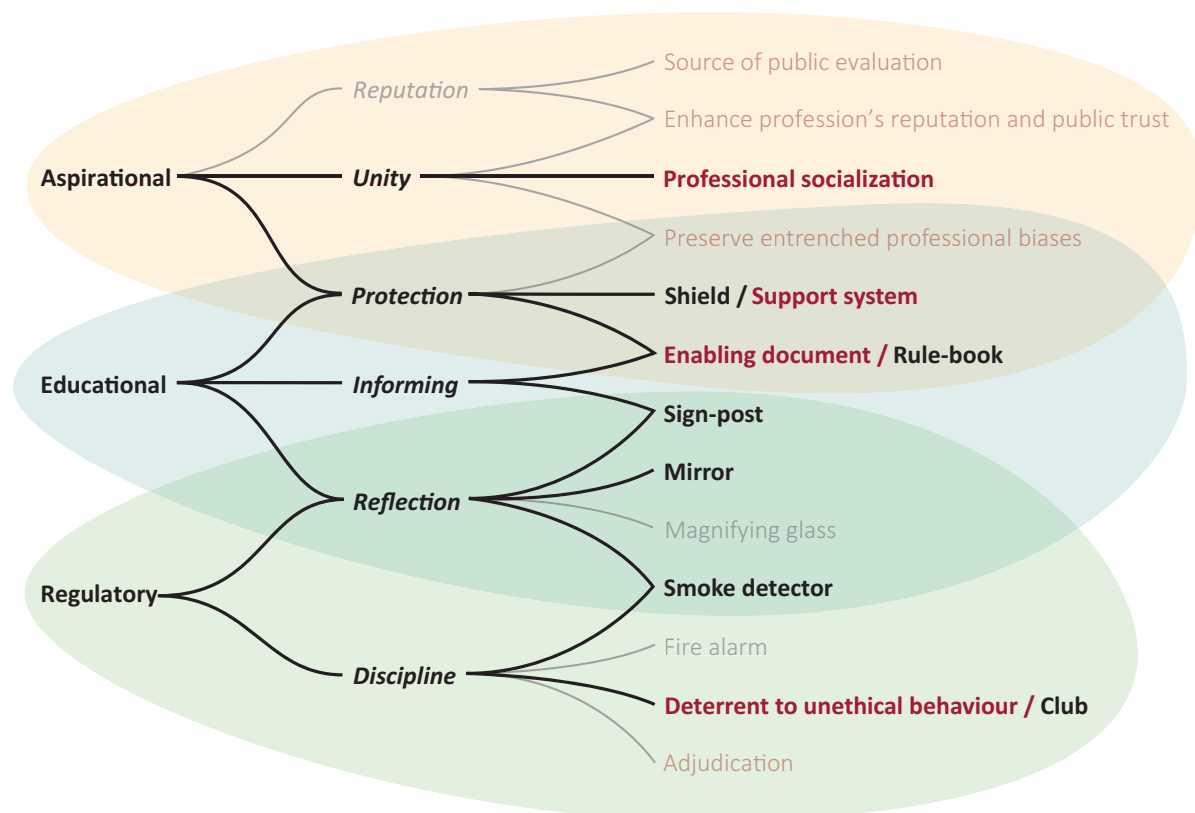 Source of public evaluation
Reputation
Enhance profession's reputation and public trust
Aspirational
Unity
Professional socialization
Preserve entrenched professional biases
Protection
Shield / Support system
Enabling document / Rule-book
Educational
Informing
Sign-post
Mirror
Reflection
Magnifying glass
Regulatory
Smoke detector
Fire alarm
Discipline
Deterrent to unethical behaviour / Club
Adjudication